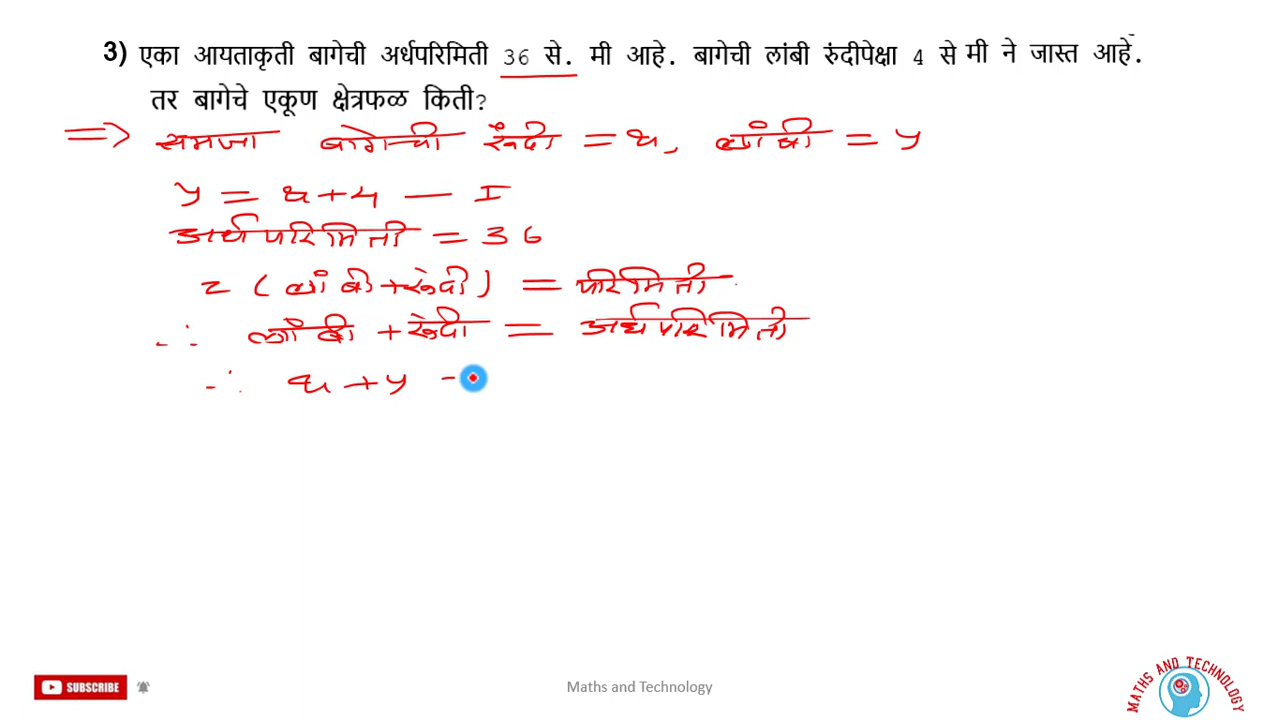 3) एका आयताकृती बागेची अर्धपरिमिती 36 से. मी आहे. बागेची लांबी रुंदीपेक्षा 4 से मी ने जास्त आहे.
तर बागेचे एकूण क्षेत्रफळ किती?
=> समजा बागेची रुंदी = x, लांबी = y
y = x + 4 — I
अर्धपरिमिती = 36
2 (लांबी + रुंदी) = परिमिती
∴ लांबी + रुंदी = अर्धपरिमिती
∴ x + y -
SUBSCRIBE
Maths and Technology
MATHS AND TECHNOLOGY